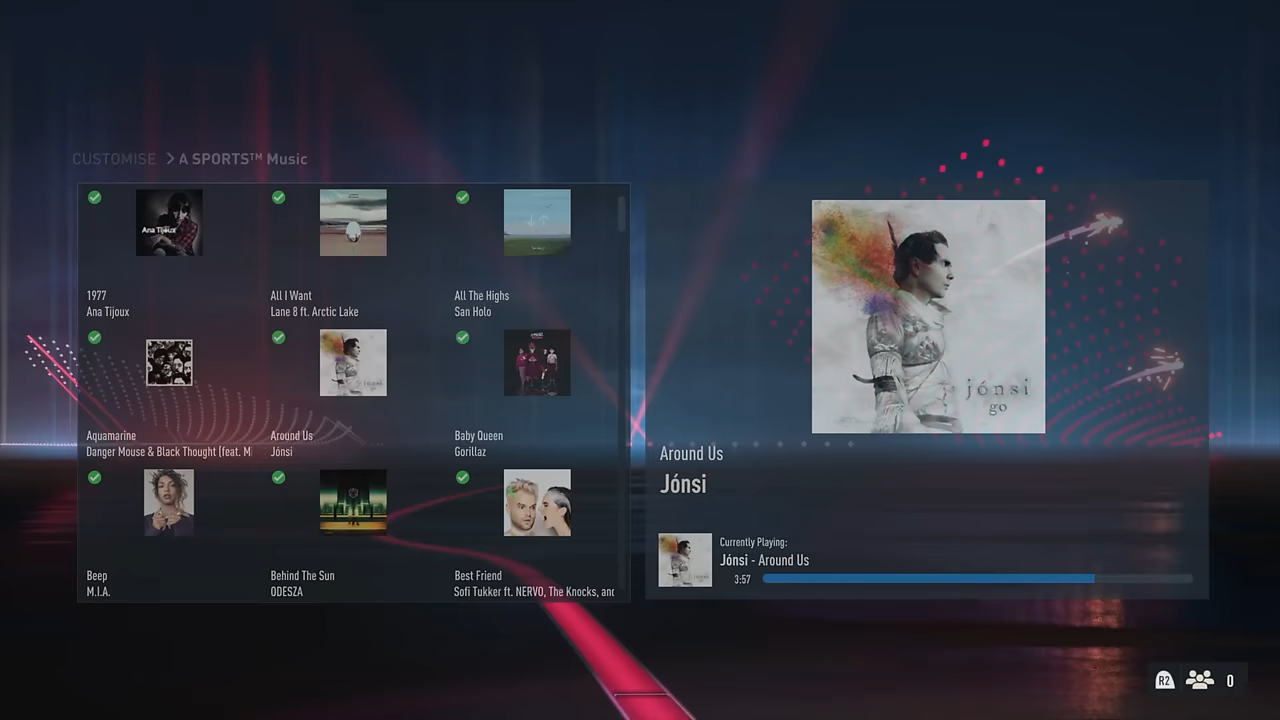 CUSTOMISE > A SPORTS™ Music
Ana Tijoux
1977
Ana Tijoux
All I Want
Lane 8 ft. Arctic Lake
All The Highs
San Holo
Aquamarine
Danger Mouse & Black Thought (feat. M
jónsi
go
Around Us
Jónsi
Baby Queen
Gorillaz
Beep
M.I.A.
Behind The Sun
ODESZA
Best Friend
Sofi Tukker ft. NERVO, The Knocks, and
jónsi
go
Around Us
Jónsi
Currently Playing:
Jónsi - Around Us
3:57
R2
0